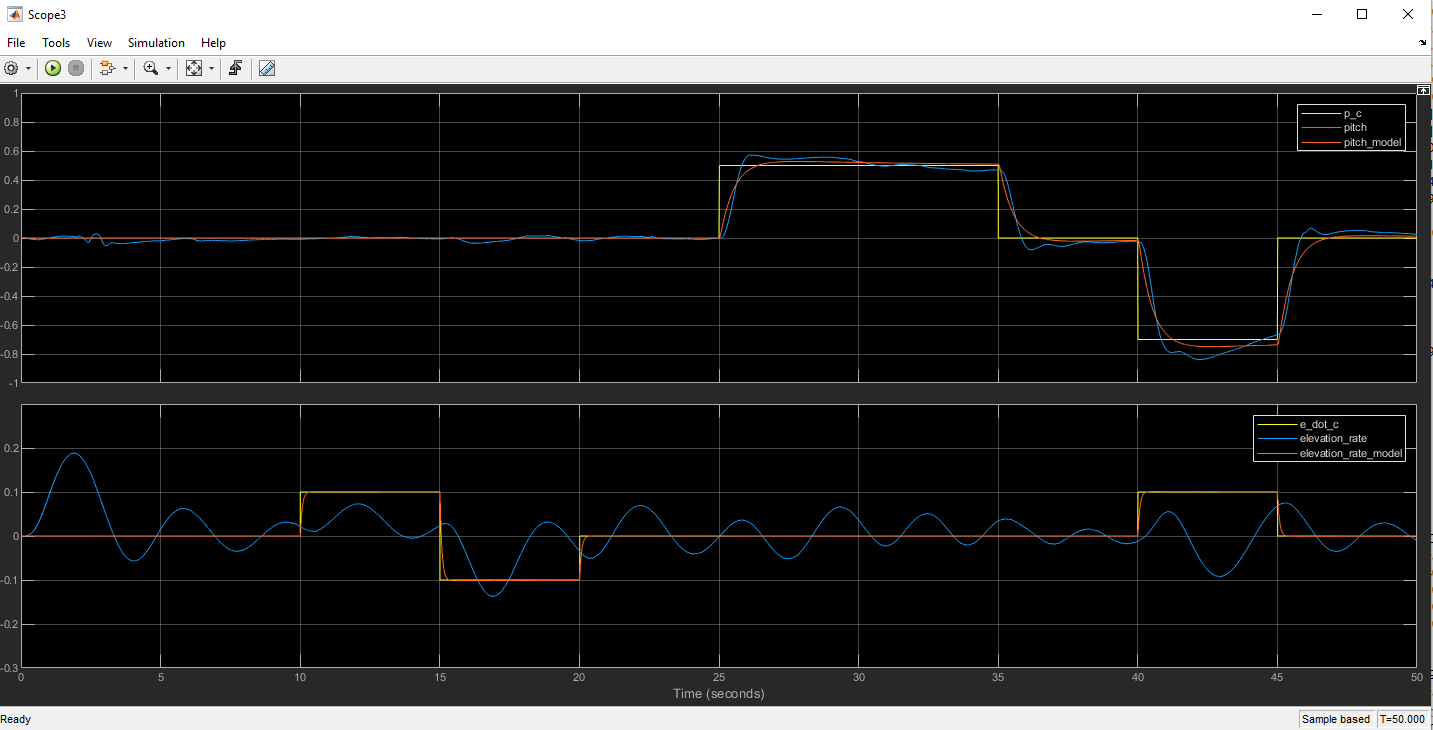 Scope3
File Tools View Simulation Help
1
0.8
0.6
0.4
0.2
0
-0.2
-0.4
-0.6
-0.8
-1
p_c
pitch
pitch_model
0.2
0.1
0
-0.1
-0.2
-0.3
e_dot_c
elevation_rate
elevation_rate_model
0 5 10 15 20 25 30 35 40 45 50
Time (seconds)
Ready Sample based T=50.000